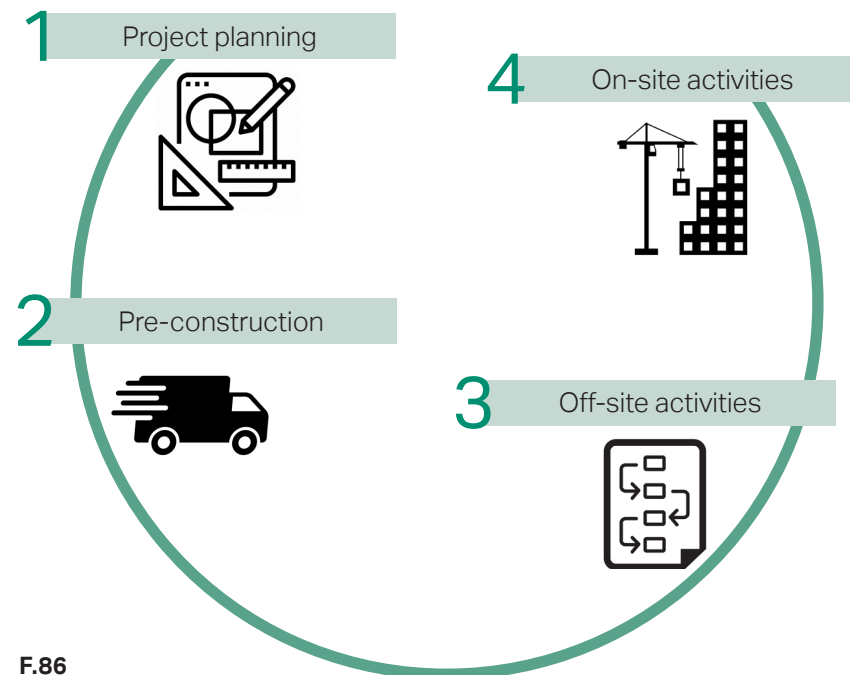 1 Project planning
2 Pre-construction
3 Off-site activities
4 On-site activities
F.86